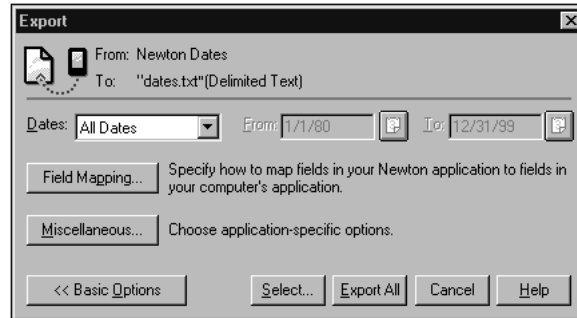 Export
From: Newton Dates
To: "dates.txt"(Delimited Text)
Dates: All Dates From: 1/1/80 To: 12/31/99
Field Mapping... Specify how to map fields in your Newton application to fields in
your computer's application.
Miscellaneous... Choose application-specific options.
<< Basic Options Select... Export All Cancel Help